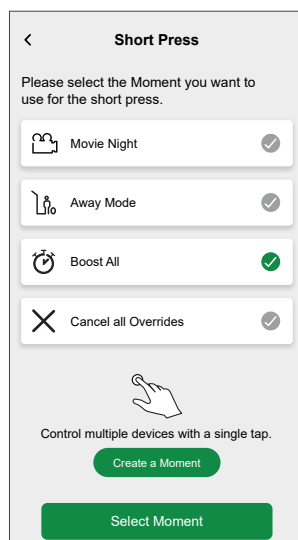 Short Press
Please select the Moment you want to
use for the short press.
Movie Night
Away Mode
Boost All
Cancel all Overrides
Control multiple devices with a single tap.
Create a Moment
Select Moment